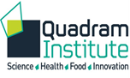 Quadram
Institute
Science • Health • Food • Innovation